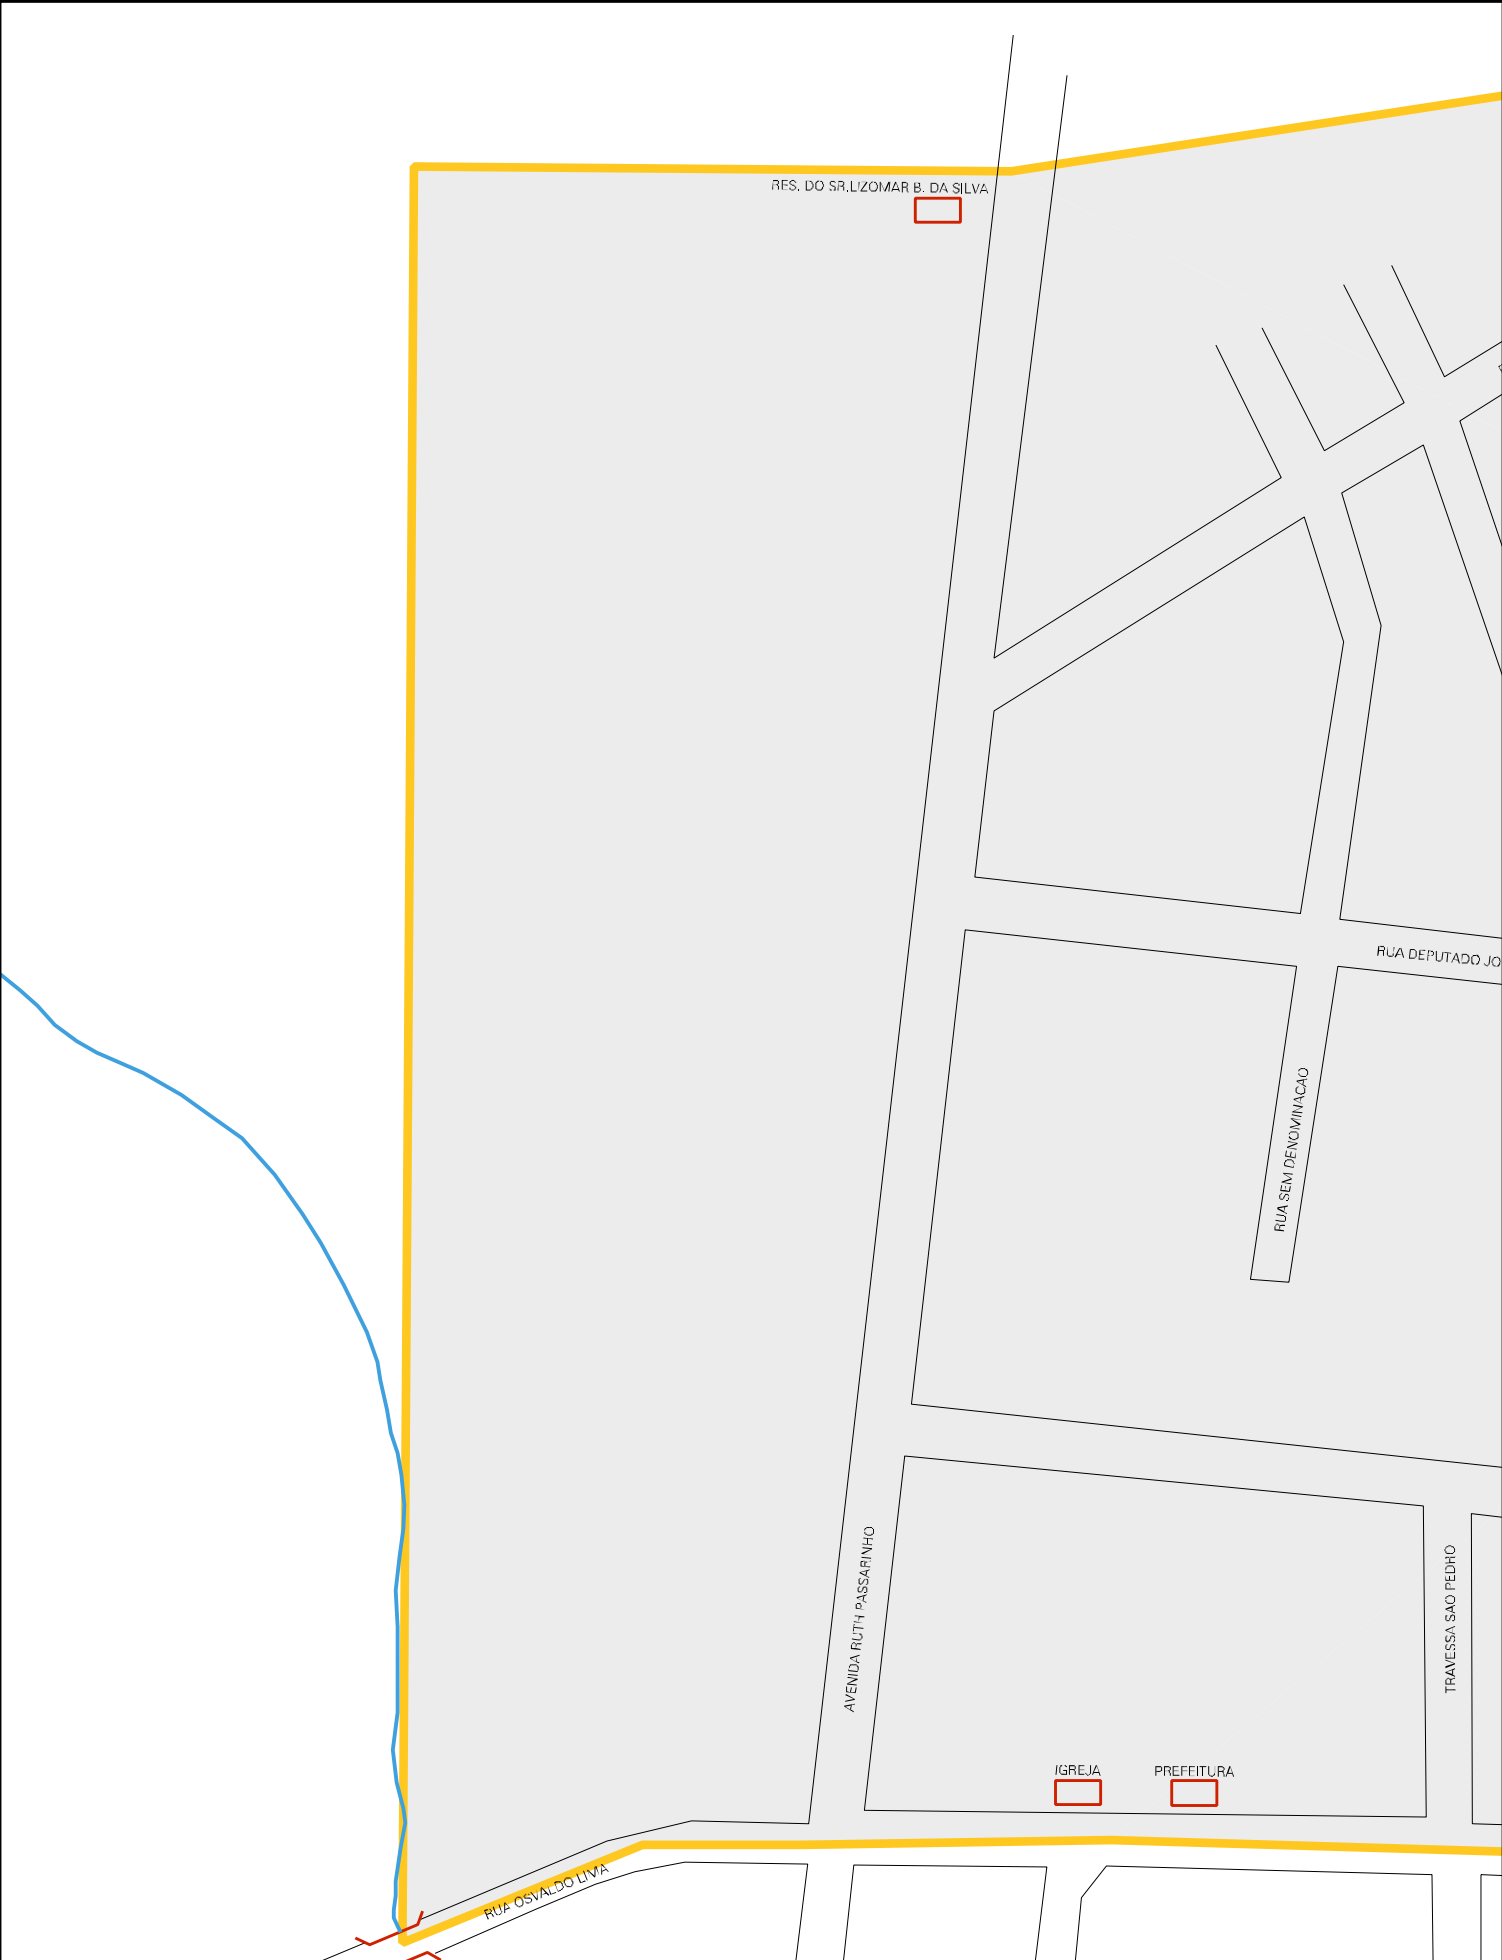 RES. DO SR.LIZOMAR B. DA SILVA
RUA DEPUTADO JO
RUA SEM DENOMINACAO
AVENIDA RUTH PASSARINHO
TRAVESSA SAO PEDRO
IGREJA
PREFEITURA
RUA OSVALDO LIMA